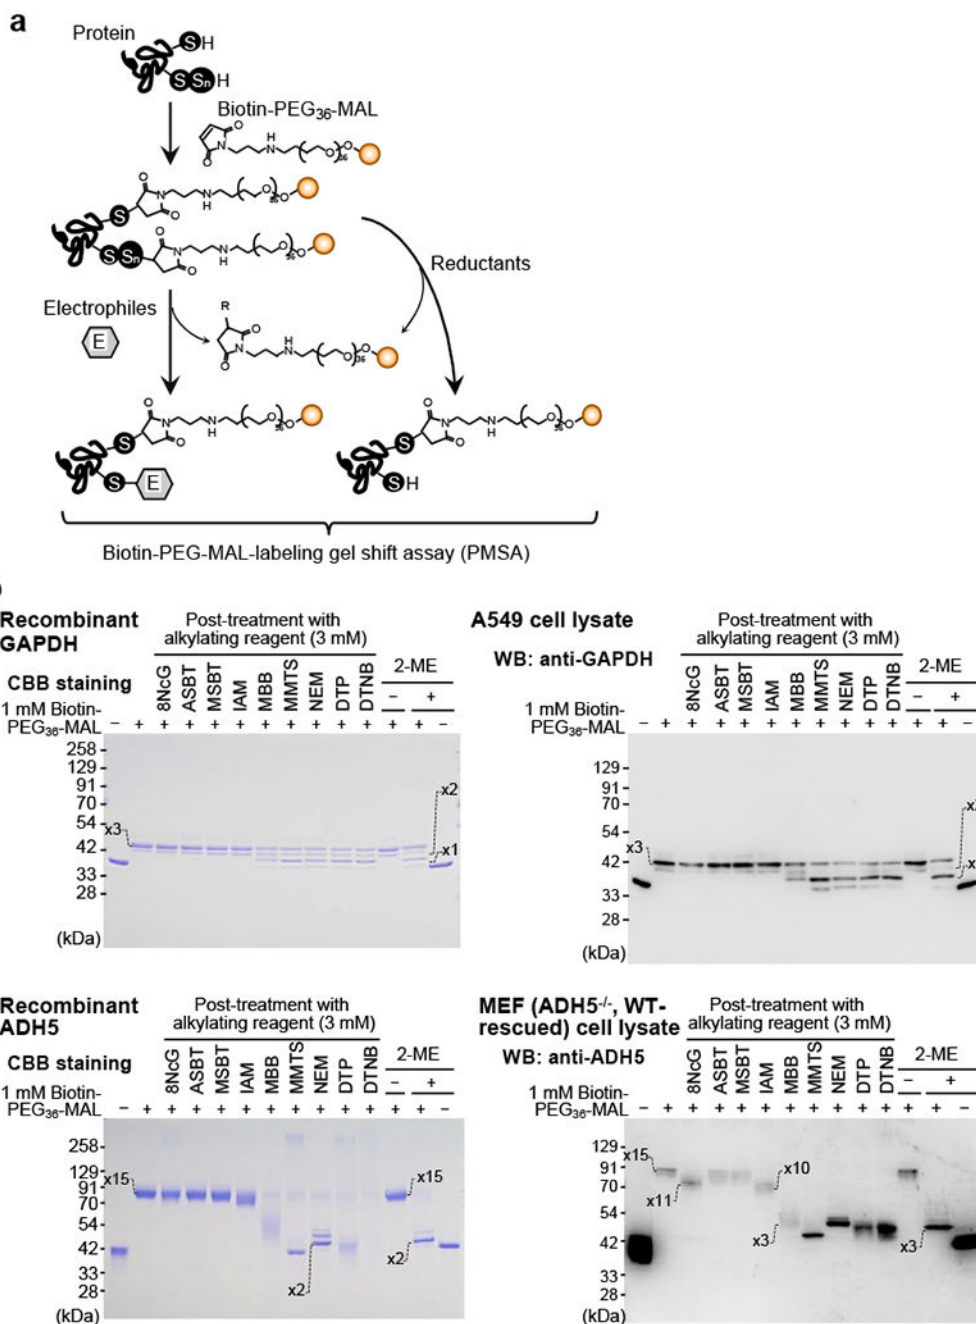 a
Protein
S H
S Sn H
Biotin-PEG36-MAL
Reductants
Electrophiles
E
R
S
E
S H
Biotin-PEG-MAL-labeling gel shift assay (PMSA)
Recombinant
GAPDH
Post-treatment with
alkylating reagent (3 mM)
CBB staining
8NcG ASBT MSBT IAM MBB MMTS NEM DTP DTNB
2-ME
− +
1 mM Biotin-
PEG36-MAL
− + + + + + + + + + + + + −
258
129
91
70
54
42
33
28
(kDa)
x3
x2
x1
A549 cell lysate
WB: anti-GAPDH
Post-treatment with
alkylating reagent (3 mM)
8NcG ASBT MSBT IAM MBB MMTS NEM DTP DTNB
2-ME
− +
1 mM Biotin-
PEG36-MAL
− + + + + + + + + + + + + −
129
91
70
54
42
33
28
(kDa)
x3
Recombinant
ADH5
Post-treatment with
alkylating reagent (3 mM)
CBB staining
8NcG ASBT MSBT IAM MBB MMTS NEM DTP DTNB
2-ME
− +
1 mM Biotin-
PEG36-MAL
− + + + + + + + + + + + + −
258
129
91
70
54
42
33
28
(kDa)
x15
x15
x2
x2
MEF (ADH5-/-, WT-
rescued) cell lysate
WB: anti-ADH5
Post-treatment with
alkylating reagent (3 mM)
8NcG ASBT MSBT IAM MBB MMTS NEM DTP DTNB
2-ME
− +
1 mM Biotin-
PEG36-MAL
− + + + + + + + + + + + + −
129
91
70
54
42
33
28
(kDa)
x15
x11
x10
x3
x3